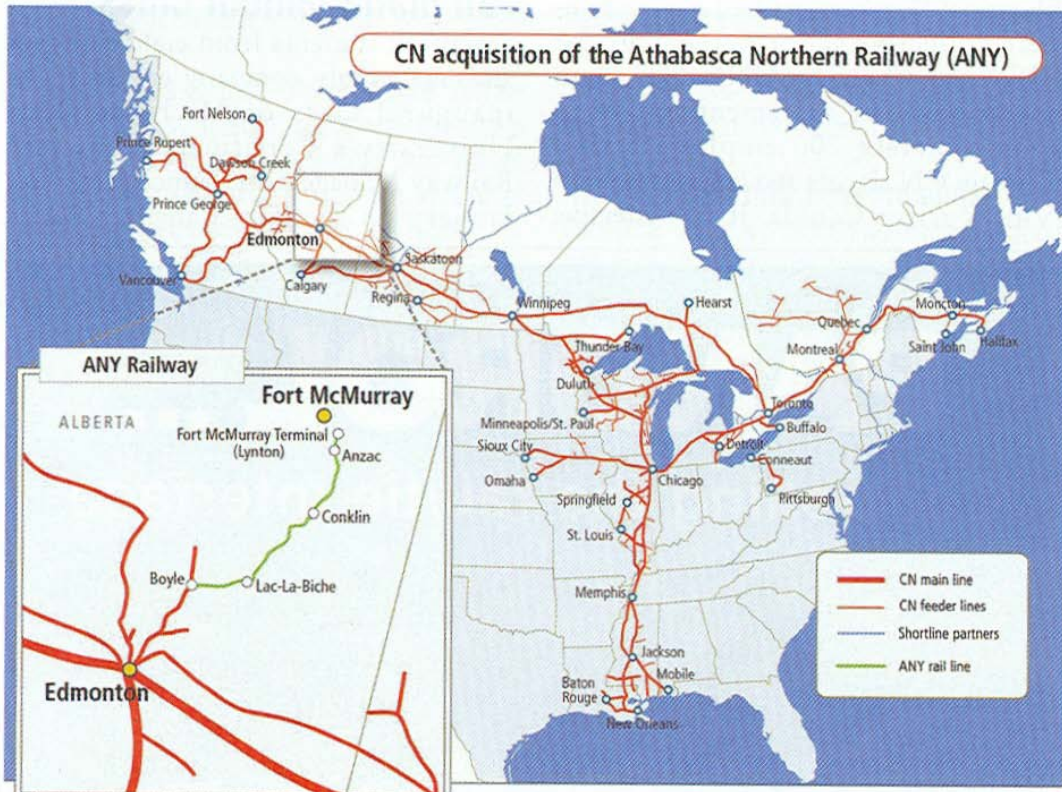 CN acquisition of the Athabasca Northern Railway (ANY)
Fort Nelson
Prince Rupert
Dawson Creek
Prince George
Edmonton
Vancouver
Calgary
Saskatoon
Regina
Winnipeg
Hearst
Thunder Bay
Duluth
Minneapolis/St. Paul
Sioux City
Omaha
Springfield
St. Louis
Chicago
Detroit
Toronto
Buffalo
Conneaut
Pittsburgh
Montreal
Quebec
Moncton
Saint John
Halifax
Memphis
Jackson
Mobile
Baton
Rouge
New Orleans
ANY Railway
ALBERTA
Fort McMurray
Fort McMurray Terminal
(Lynton)
Anzac
Conklin
Boyle
Lac-La-Biche
Edmonton
CN main line
CN feeder lines
Shortline partners
ANY rail line